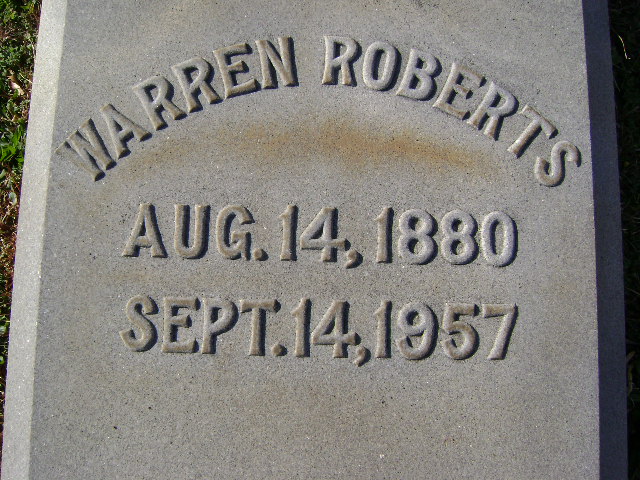 WARREN ROBERTS
AUG. 14, 1880
SEPT. 14, 1957